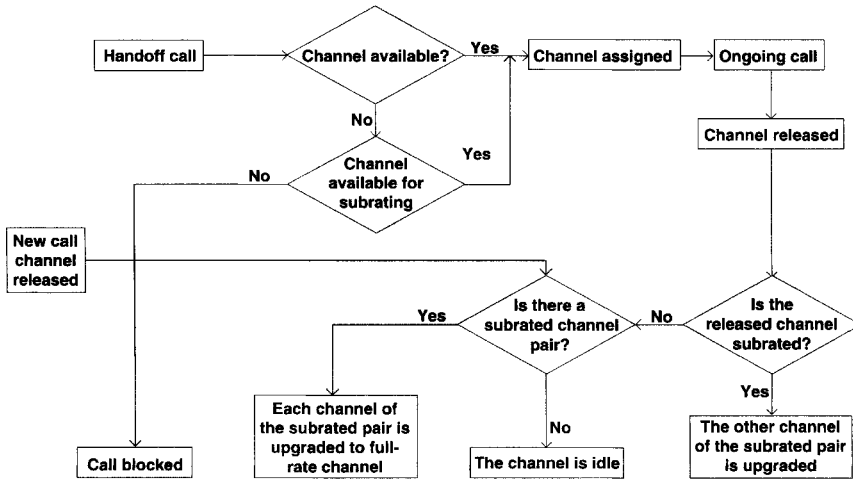 Handoff call
Channel available?
Yes
Channel assigned
Ongoing call
No
Channel released
Channel
available for
subrating
Yes
No
New call
channel
released
Is there a
subrated channel
pair?
Yes
No
Is the
released channel
subrated?
Yes
No
Each channel of
the subrated pair is
upgraded to full-
rate channel
The other channel
of the subrated pair
is upgraded
Call blocked
The channel is idle